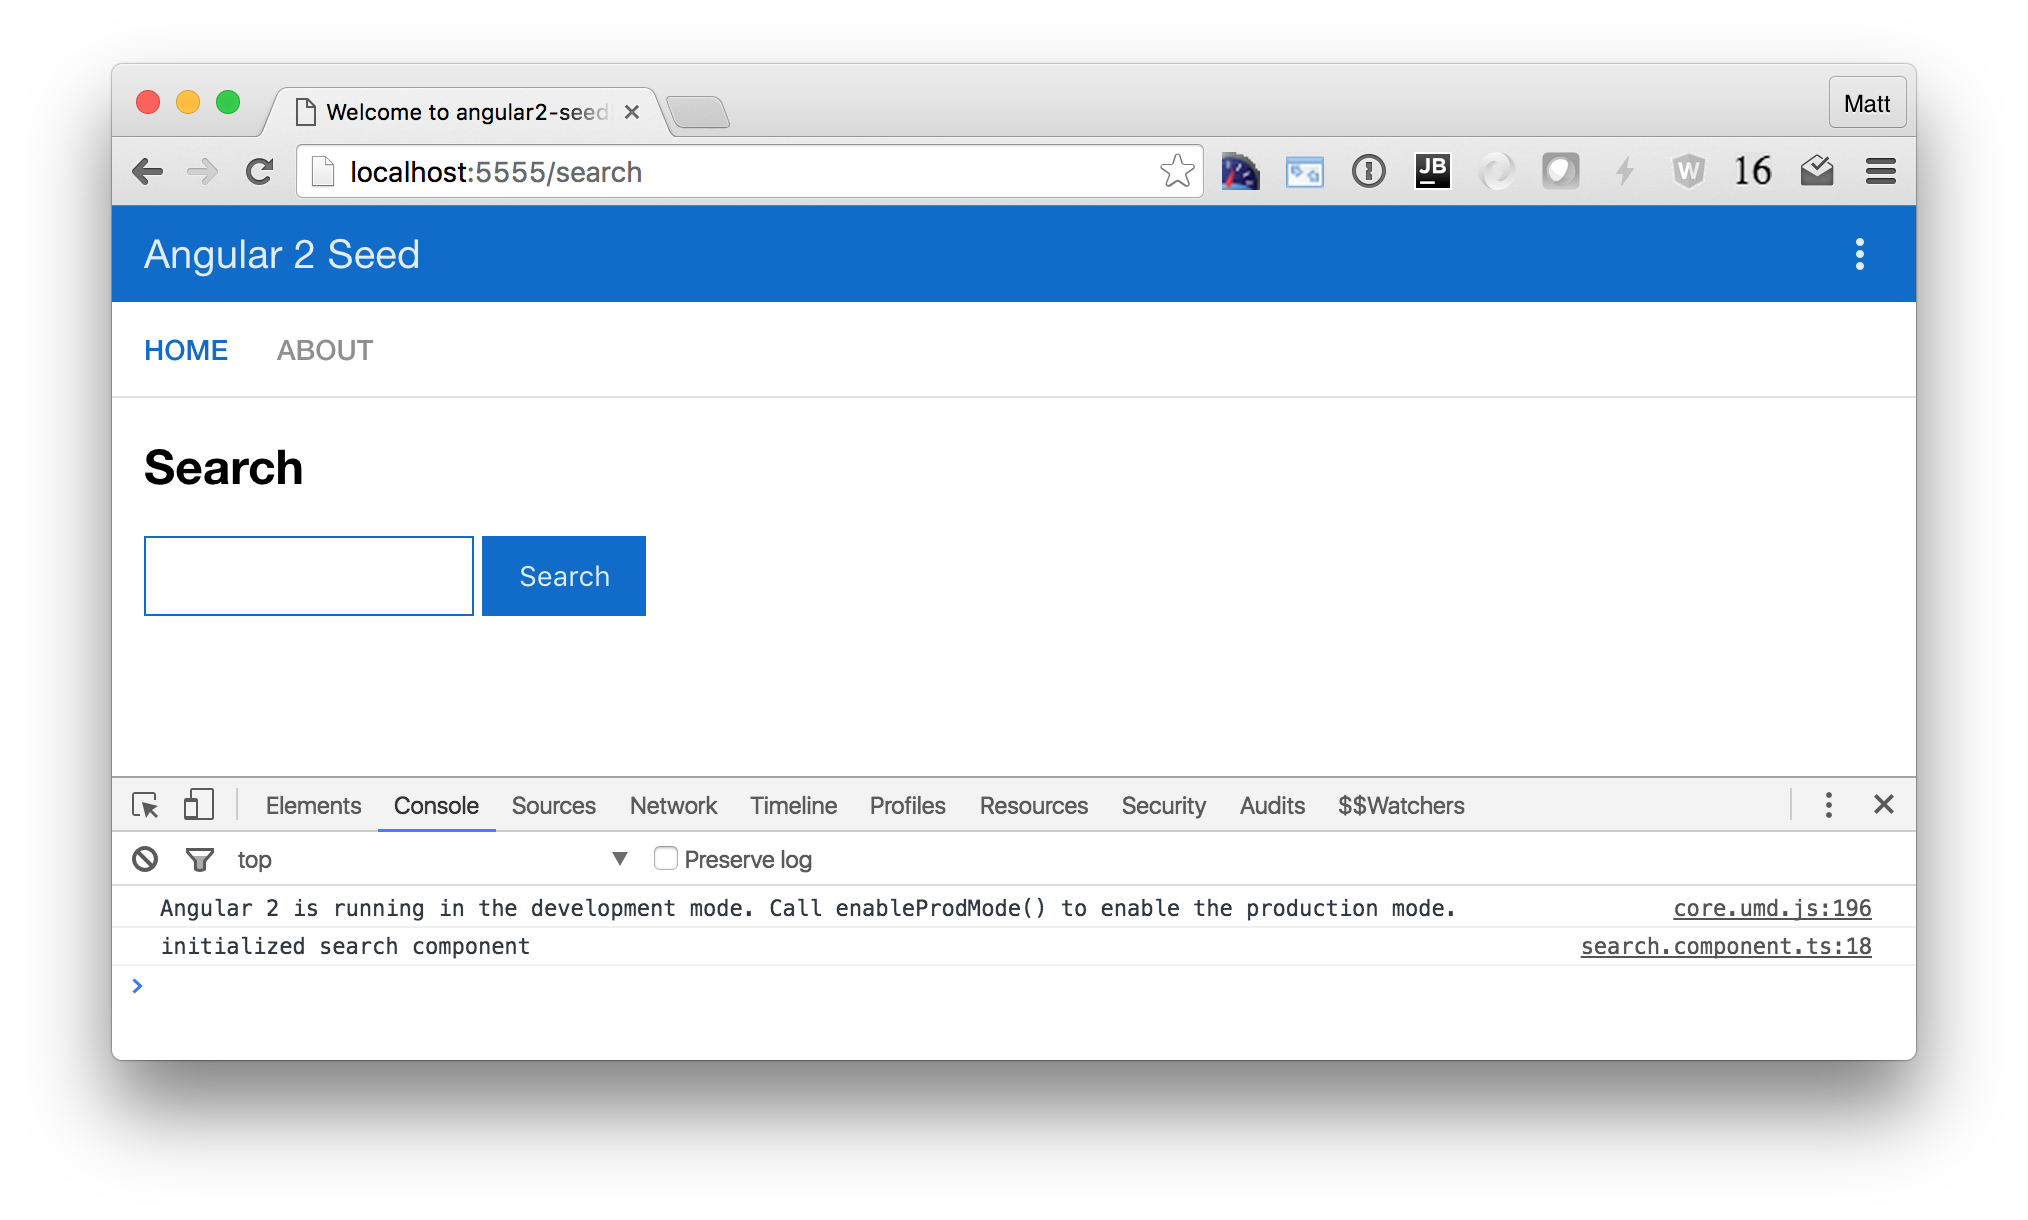 Welcome to angular2-seed
Matt
localhost:5555/search
JB
W
16
Angular 2 Seed
HOME ABOUT
Search
Search
Elements Console Sources Network Timeline Profiles Resources Security Audits $$Watchers
top Preserve log
Angular 2 is running in the development mode. Call enableProdMode() to enable the production mode. core.umd.js:196
initialized search component search.component.ts:18